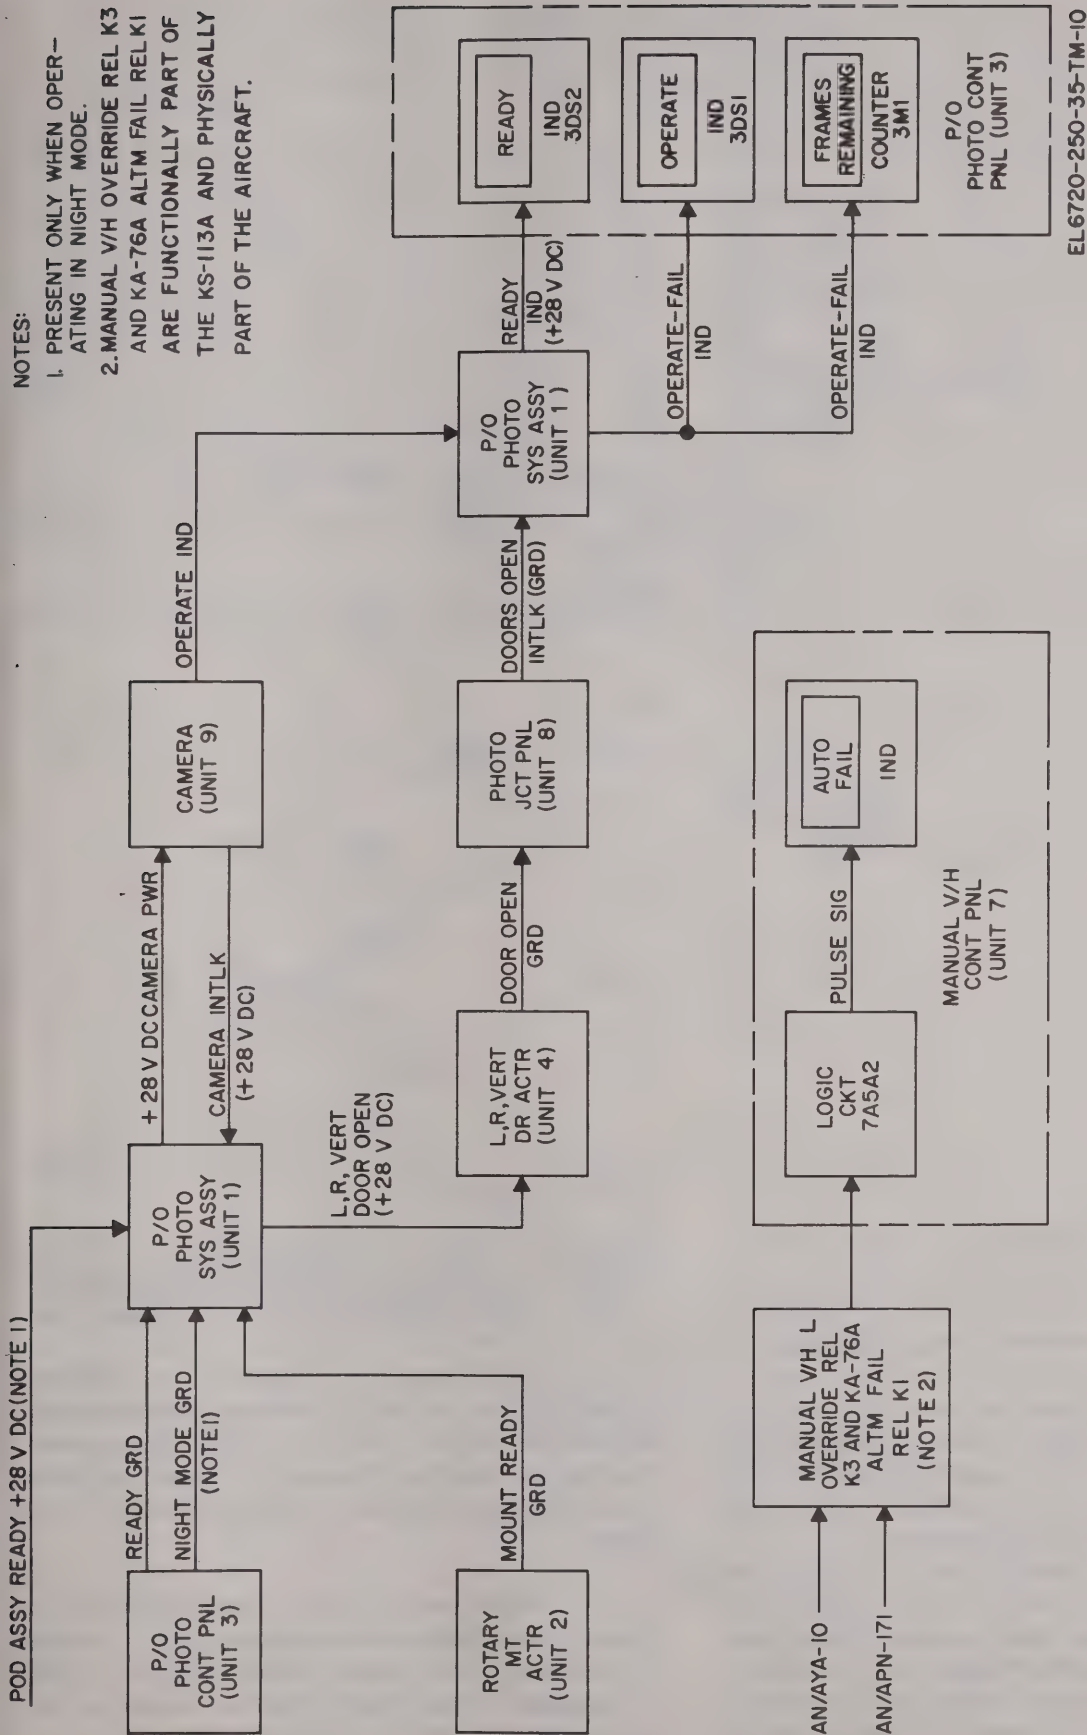 NOTES:
1. PRESENT ONLY WHEN OPER-
ATING IN NIGHT MODE.
2. MANUAL V/H OVERRIDE REL K3
AND KA-76A ALTM FAIL REL K1
ARE FUNCTIONALLY PART OF
THE KS-113A AND PHYSICALLY
PART OF THE AIRCRAFT.
POD ASSY READY +28 V DC (NOTE 1)
P/O
PHOTO
CONT PNL
(UNIT 3)
READY GRD
NIGHT MODE GRD
(NOTE 1)
ROTARY
MT
ACTR
(UNIT 2)
MOUNT READY
GRD
P/O
PHOTO
SYS ASSY
(UNIT 1)
+28 V DC CAMERA PWR
CAMERA INTLK
(+28 V DC)
CAMERA
(UNIT 9)
OPERATE IND
L,R, VERT
DOOR OPEN
(+28 V DC)
L,R,VERT
DR ACTR
(UNIT 4)
DOOR OPEN
GRD
PHOTO
JCT PNL
(UNIT 8)
DOORS OPEN
INTLK (GRD)
P/O
PHOTO
SYS ASSY
(UNIT 1)
READY
IND
(+28 V DC)
OPERATE-FAIL
IND
OPERATE-FAIL
IND
READY
IND
3DS2
OPERATE
IND
3DS1
FRAMES
REMAINING
COUNTER
3M1
P/O
PHOTO CONT
PNL (UNIT 3)
AN/AYA-10
AN/APN-171
MANUAL V/H L
OVERRIDE REL
K3 AND KA-76A
ALTM FAIL
REL K1
(NOTE 2)
LOGIC
CKT
7A5A2
PULSE SIG
AUTO
FAIL
IND
MANUAL V/H
CONT PNL
(UNIT 7)
EL6720-250-35-TM-10